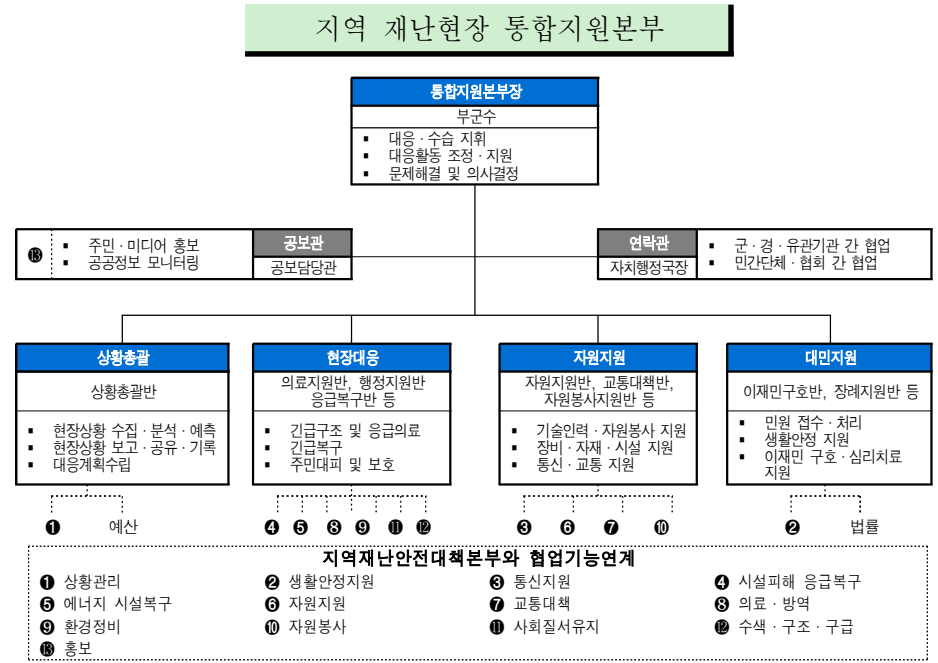 지역 재난현장 통합지원본부
통합지원본부장
부군수
▪ 대응·수습 지휘
▪ 대응활동 조정·지원
▪ 문제해결 및 의사결정
⓭
▪ 주민·미디어 홍보
▪ 공공정보 모니터링
공보관
공보담당관
연락관
자치행정국장
▪ 군·경·유관기관 간 협업
▪ 민간단체·협회 간 협업
상황총괄
상황총괄반
▪ 현장상황 수집·분석·예측
▪ 현장상황 보고·공유·기록
▪ 대응계획수립
❶ 예산
현장대응
의료지원반, 행정지원반
응급복구반 등
▪ 긴급구조 및 응급의료
▪ 긴급복구
▪ 주민대피 및 보호
❹ ❺ ❽ ❾ ⓫ ⓬
자원지원
자원지원반, 교통대책반,
자원봉사지원반 등
▪ 기술인력·자원봉사 지원
▪ 장비·자재·시설 지원
▪ 통신·교통 지원
❸ ❻ ❼ ❿
대민지원
이재민구호반, 장례지원반 등
▪ 민원 접수·처리
▪ 생활안정 지원
▪ 이재민 구호·심리치료
지원
❷ 법률
지역재난안전대책본부와 협업기능연계
❶ 상황관리 ❷ 생활안정지원 ❸ 통신지원 ❹ 시설피해 응급복구
❺ 에너지 시설복구 ❻ 자원지원 ❼ 교통대책 ❽ 의료·방역
❾ 환경정비 ❿ 자원봉사 ⓫ 사회질서유지 ⓬ 수색·구조·구급
⓭ 홍보